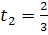 t₂ = 2/3